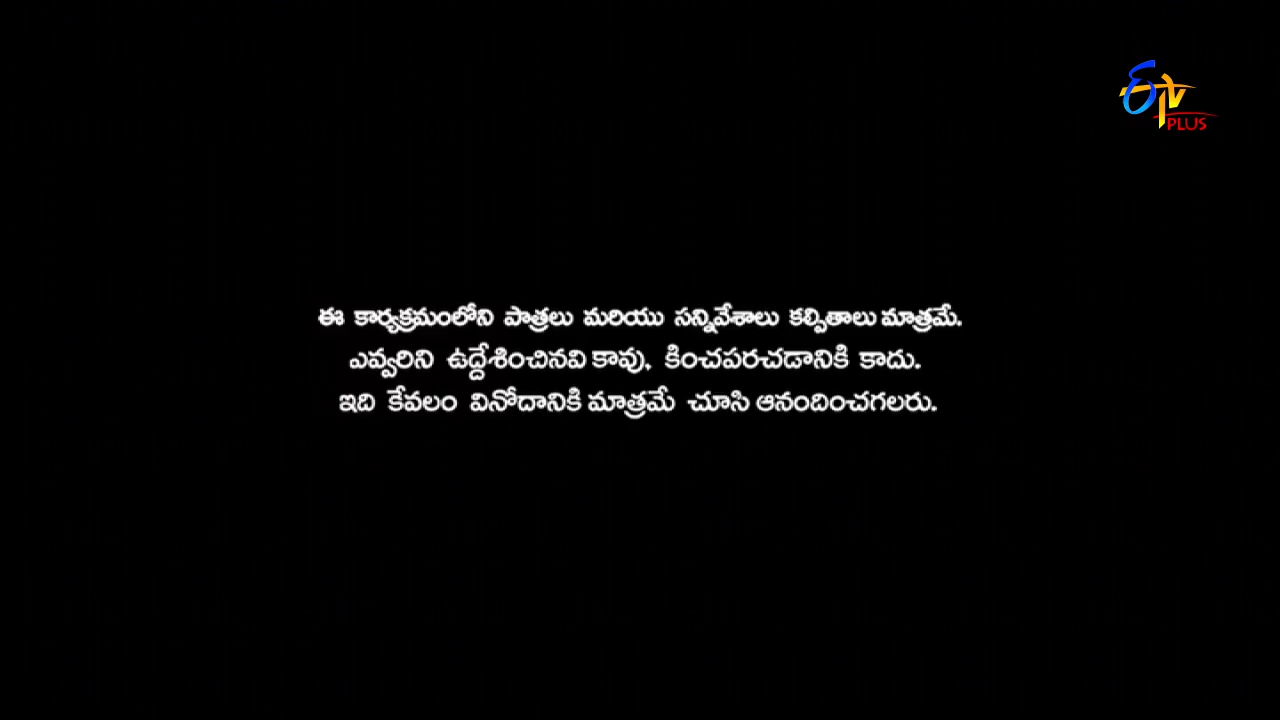 ETV
PLUS
ఈ కార్యక్రమంలోని పాత్రలు మరియు సన్నివేశాలు కల్పితాలు మాత్రమే.
ఎవ్వరిని ఉద్దేశించినవి కావు. కించపరచడానికి కాదు.
ఇది కేవలం వినోదానికి మాత్రమే చూసి ఆనందించగలరు.